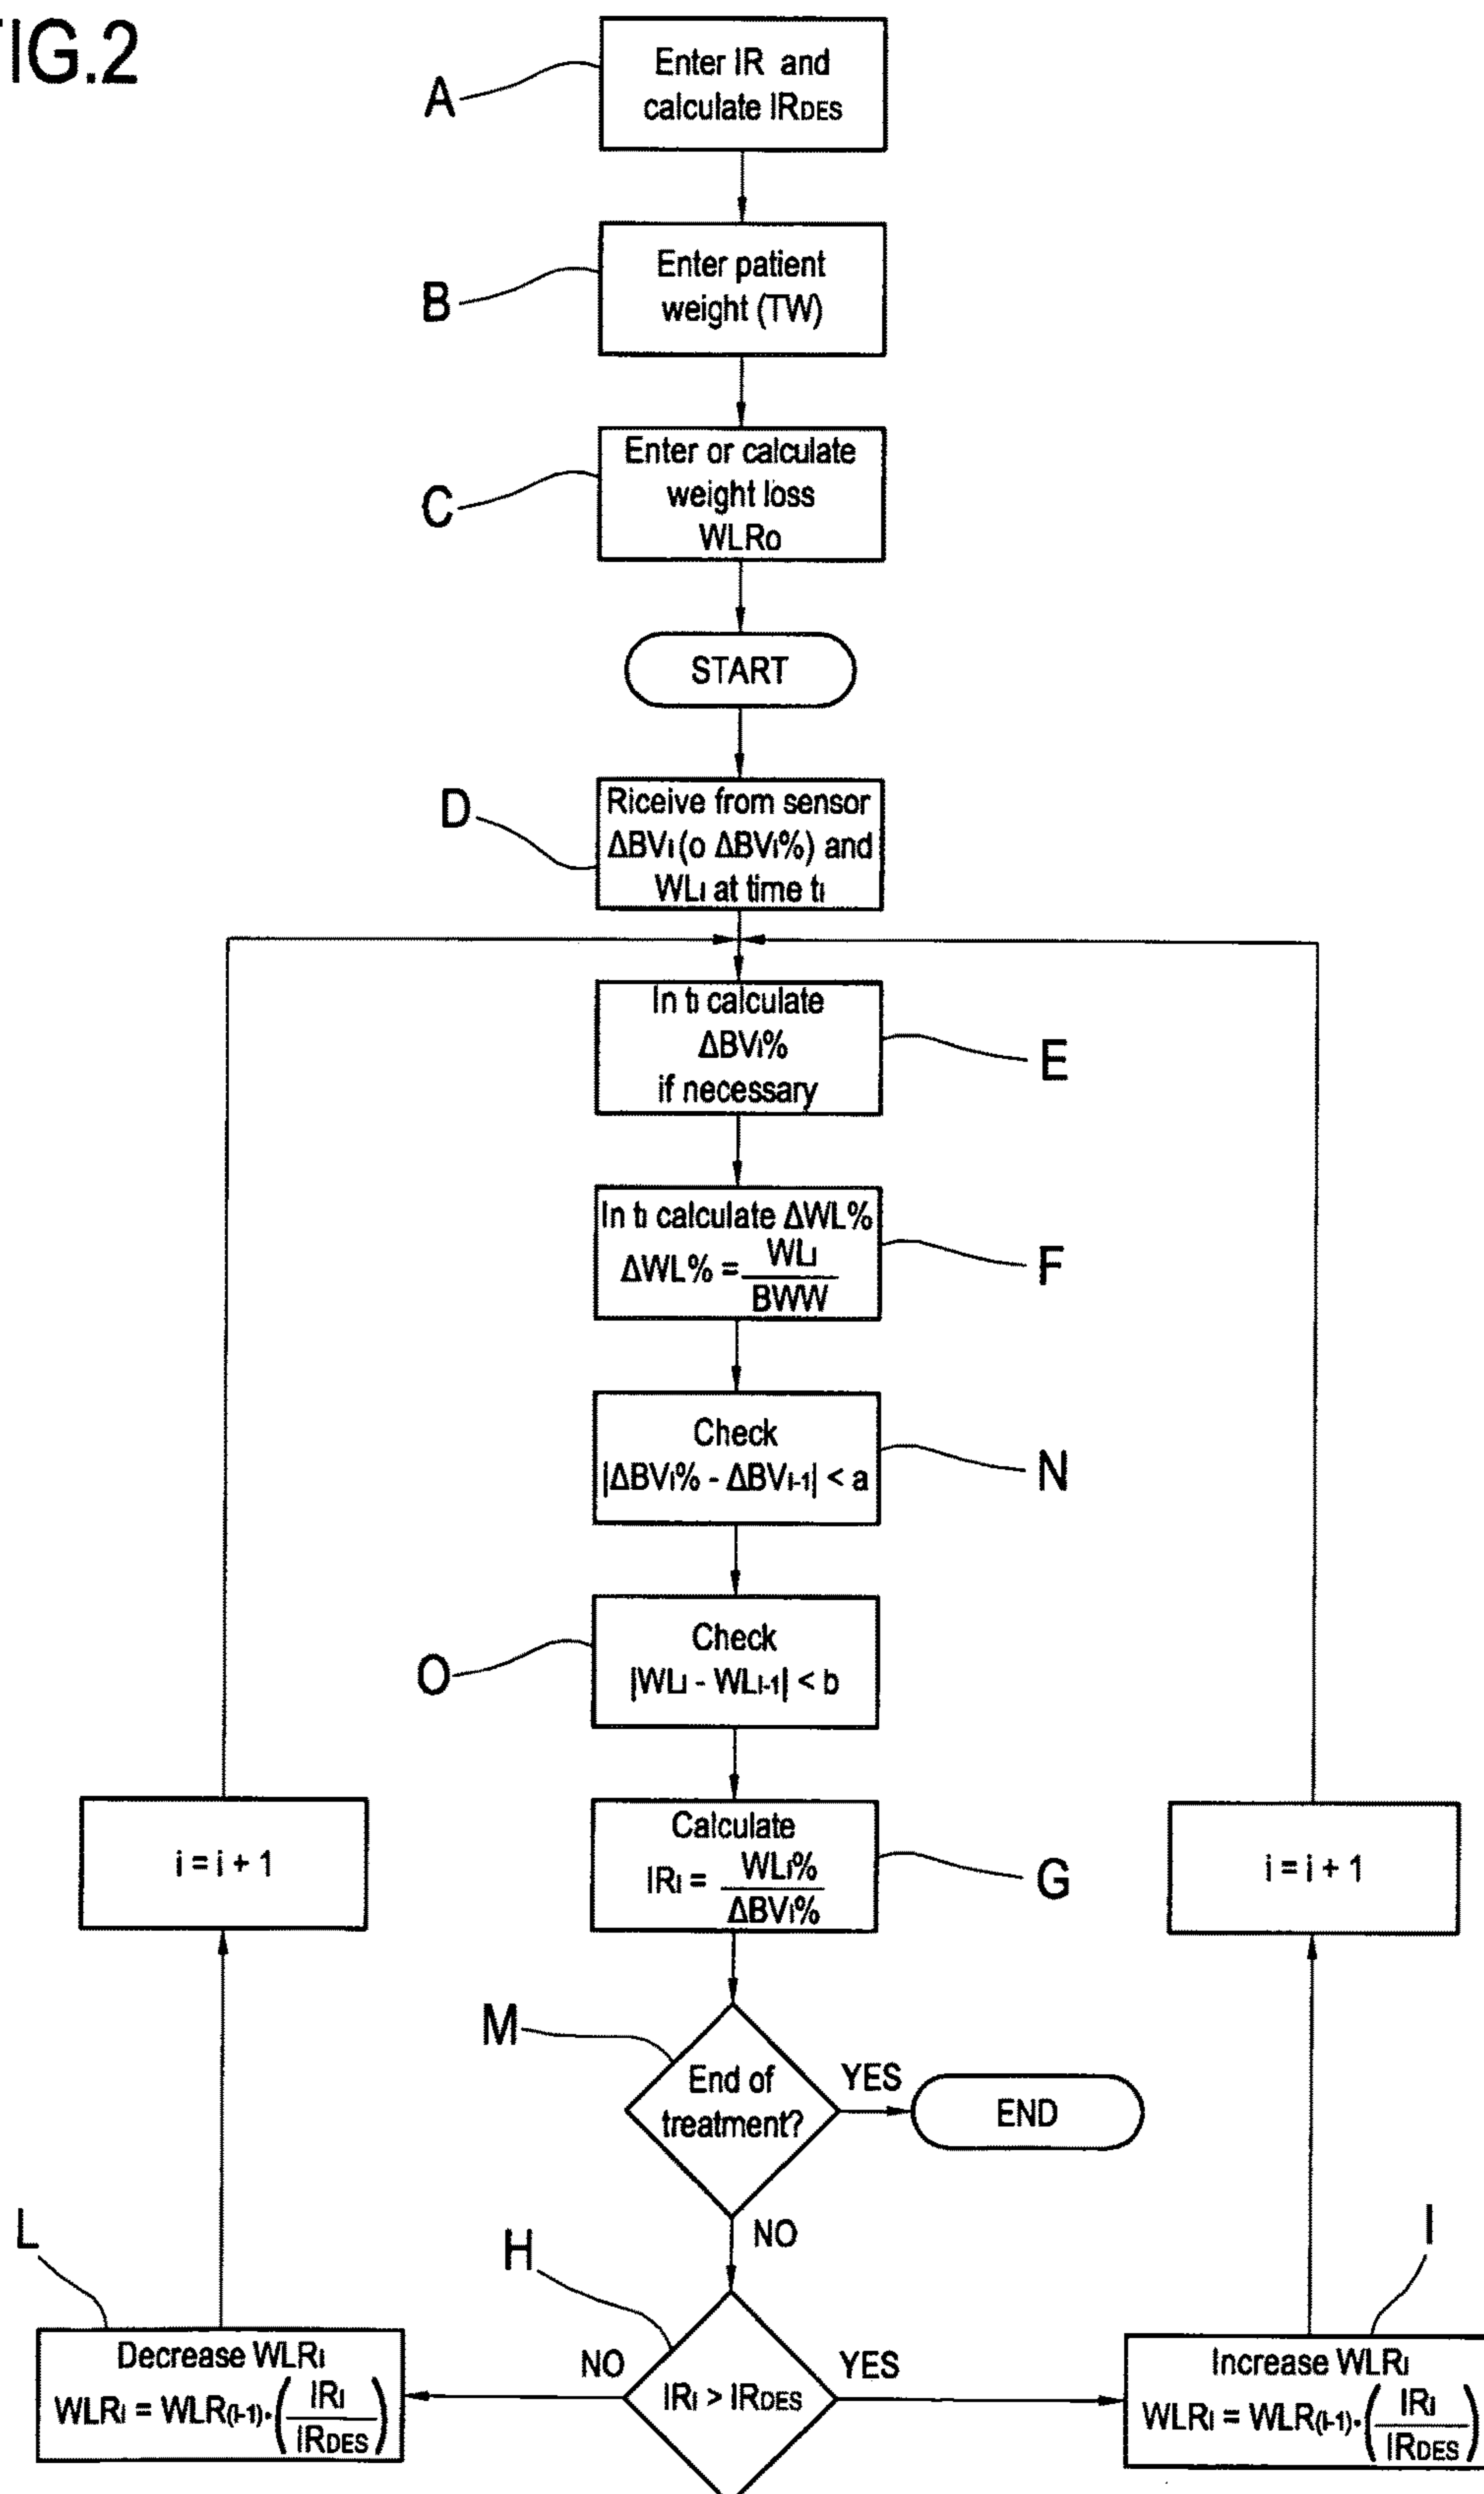 FIG.2
A
Enter IR and
calculate IRDES
B
Enter patient
weight (TW)
C
Enter or calculate
weight loss
WLRo
START
D
Riceive from sensor
ΔBVi (o ΔBVi%) and
WLi at time ti
In ti calculate
ΔBVi%
if necessary
E
In ti calculate ΔWL%
ΔWL% = WLi / BWW
F
Check
|ΔBVi% - ΔBVi-1| < a
N
Check
|WLi - WLi-1| < b
O
Calculate
IRi = WLi% / ΔBVi%
G
i = i + 1
i = i + 1
M
End of
treatment?
YES
END
NO
H
IRi > IRDES
NO
YES
L
Decrease WLRi
WLRi = WLR(i-1)·(IRi / IRDES)
I
Increase WLRi
WLRi = WLR(i-1)·(IRi / IRDES)